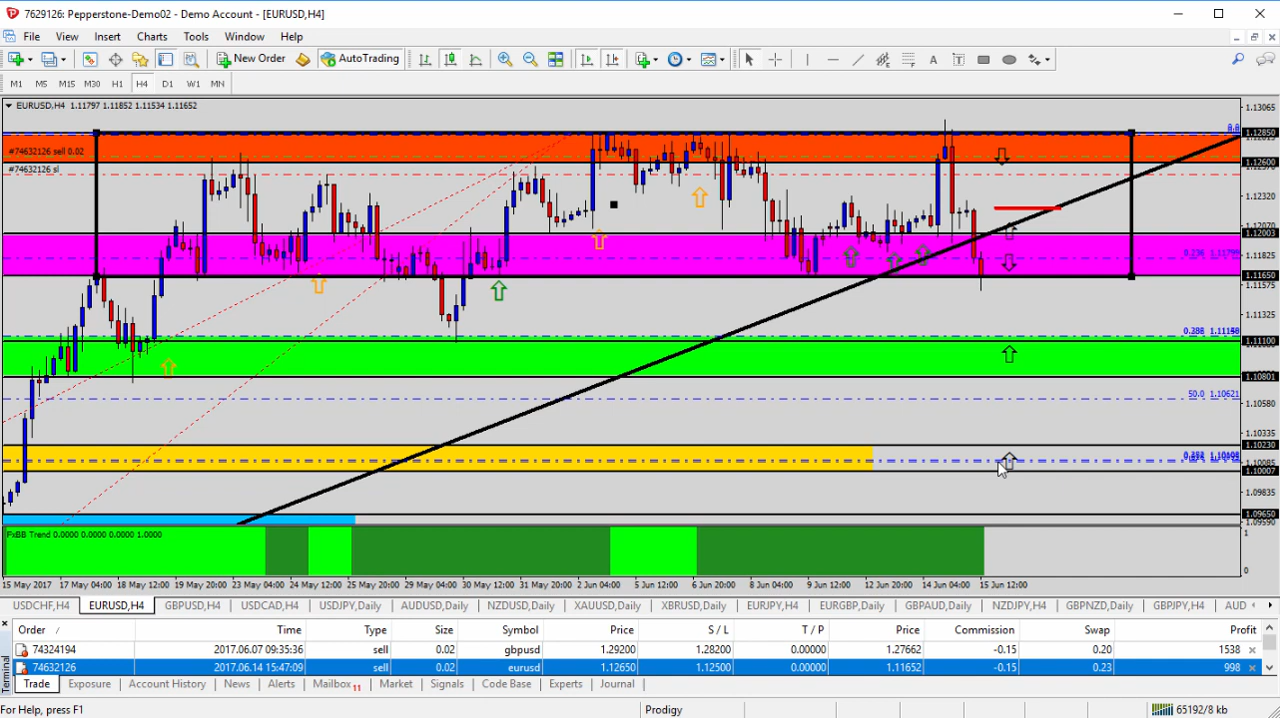 7629126: Pepperstone-Demo02 - Demo Account - [EURUSD,H4]
File View Insert Charts Tools Window Help
New Order AutoTrading
M1 M5 M15 M30 H1 H4 D1 W1 MN
EURUSD,H4 1.11797 1.11852 1.11534 1.11652
1.13065
1.12850
#74632126 sell 0.02
1.12600
#74632126 sl
1.12320
1.12003
1.11825
1.11650
1.11575
1.11325
0.288
1.11100
1.10801
50.0 1.10621
1.10580
1.10335
1.10230
1.10007
1.09835
1.09650
1.09590
PxBB Trend 0.0000 0.0000 0.0000 1.0000
1
0
15 May 2017 17 May 04:00 18 May 12:00 19 May 20:00 23 May 04:00 24 May 12:00 25 May 20:00 29 May 04:00 30 May 12:00 31 May 20:00 2 Jun 04:00 5 Jun 12:00 6 Jun 20:00 8 Jun 04:00 9 Jun 12:00 12 Jun 20:00 14 Jun 04:00 15 Jun 12:00
USDCHF,H4 EURUSD,H4 GBPUSD,H4 USDCAD,H4 USDJPY,Daily AUDUSD,Daily NZDUSD,Daily XAUUSD,Daily XBRUSD,Daily EURJPY,H4 EURGBP,Daily GBPAUD,Daily NZDJPY,H4 GBPNZD,Daily GBPJPY,H4 AUD
Order / Time Type Size Symbol Price S / L T / P Price Commission Swap Profit
74324194 2017.06.07 09:35:36 sell 0.02 gbpusd 1.29200 1.28200 0.00000 1.27662 -0.15 0.20 1538
74632126 2017.06.14 15:47:09 sell 0.02 eurusd 1.12650 1.12500 0.00000 1.11652 -0.15 0.23 998
Terminal
Trade Exposure Account History News Alerts Mailbox 11 Market Signals Code Base Experts Journal
For Help, press F1 Prodigy 65192/8 kb